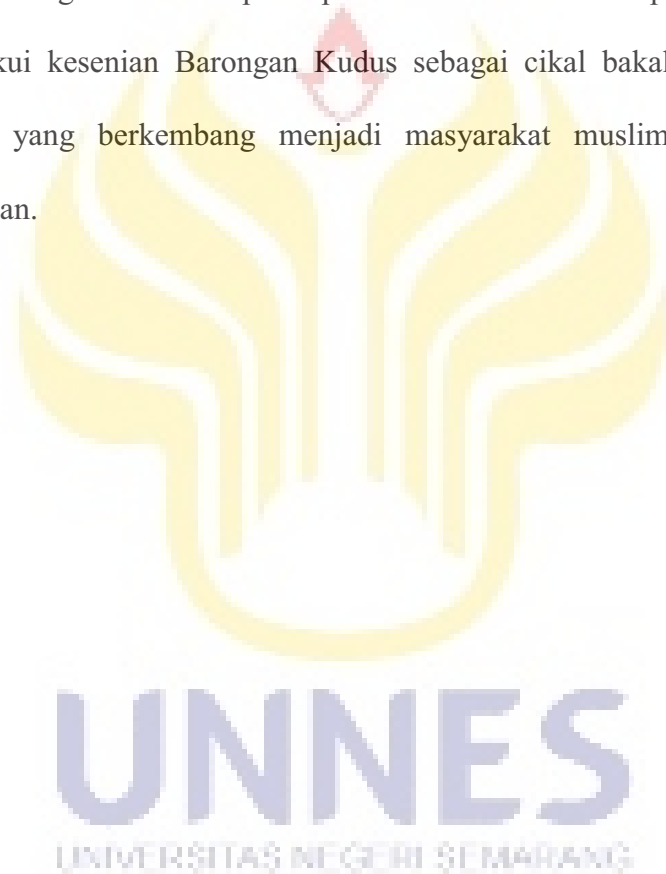 kui kesenian Barongan Kudus sebagai cikal bakal
yang berkembang menjadi masyarakat muslim
an.
UNNES
UNIVERSITAS NEGERI SEMARANG